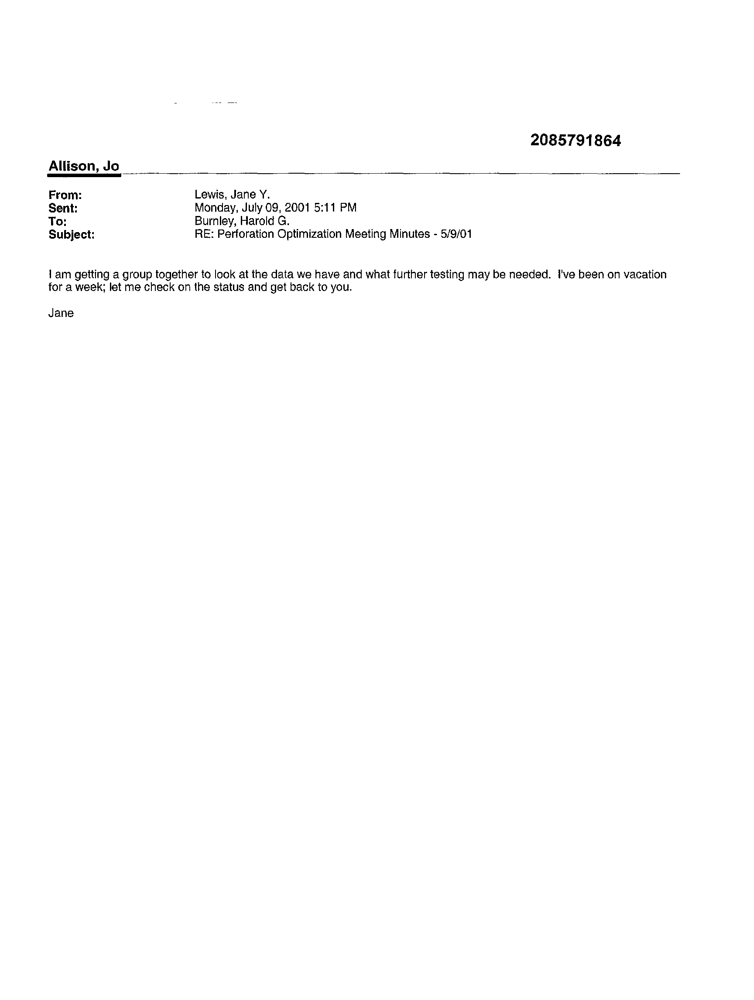 2085791864
Allison, Jo
From: Lewis, Jane Y.
Sent: Monday, July 09, 2001 5:11 PM
To: Burnley, Harold G.
Subject: RE: Perforation Optimization Meeting Minutes - 5/9/01
I am getting a group together to look at the data we have and what further testing may be needed. I've been on vacation
for a week; let me check on the status and get back to you.
Jane